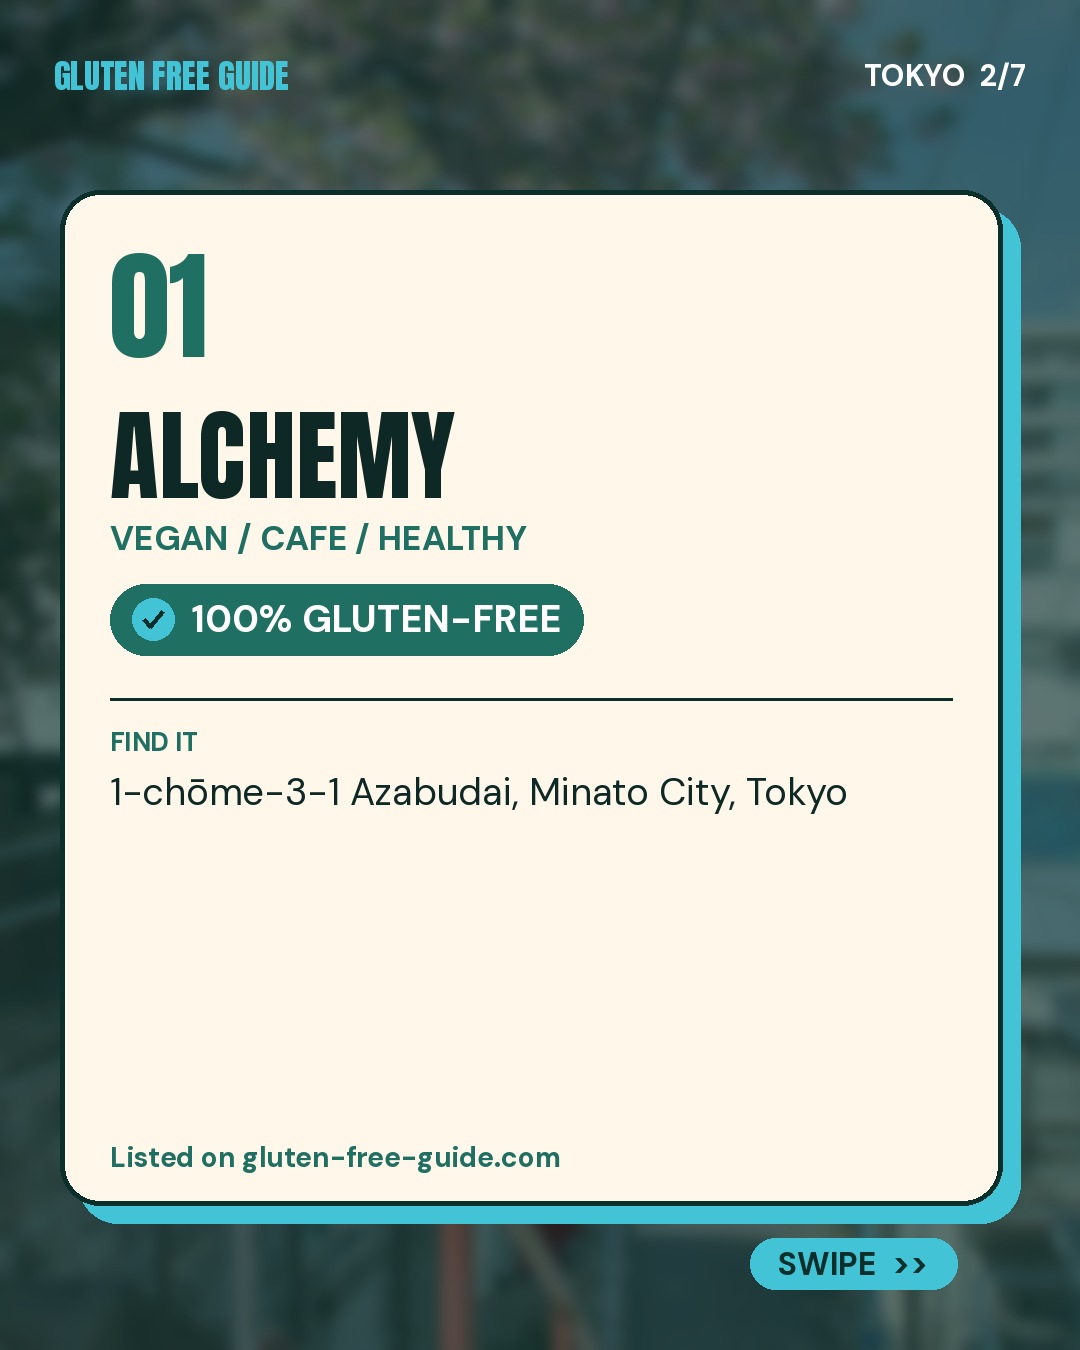 GLUTEN FREE GUIDE
TOKYO 2/7
01
ALCHEMY
VEGAN / CAFE / HEALTHY
100% GLUTEN-FREE
FIND IT
1-chōme-3-1 Azabudai, Minato City, Tokyo
Listed on gluten-free-guide.com
SWIPE >>